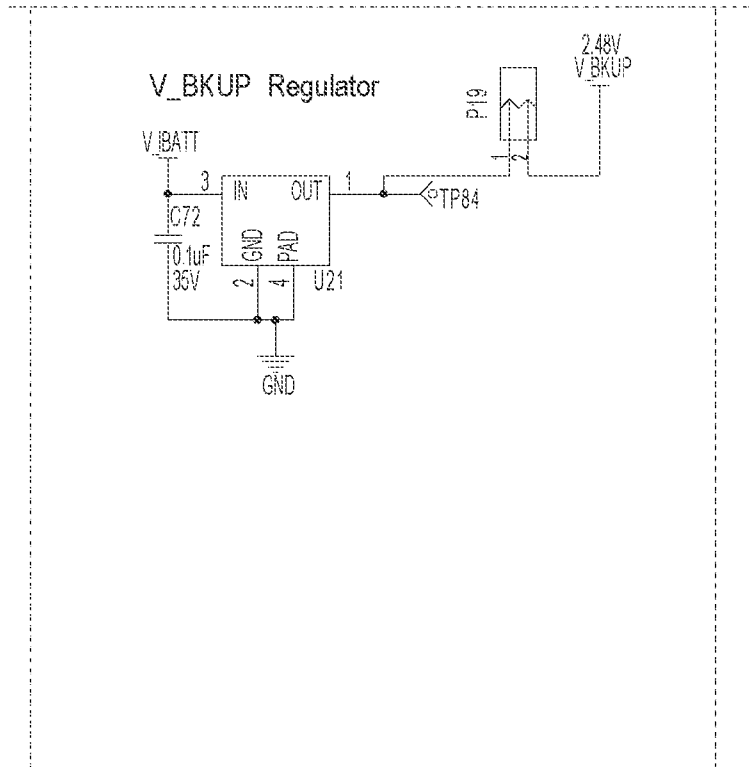 V_BKUP Regulator
2.48V
V_BKUP
P19
1
2
V_IBATT
3
IN
OUT
1
TP84
C72
0.1uF
35V
GND
PAD
2
4
U21
GND